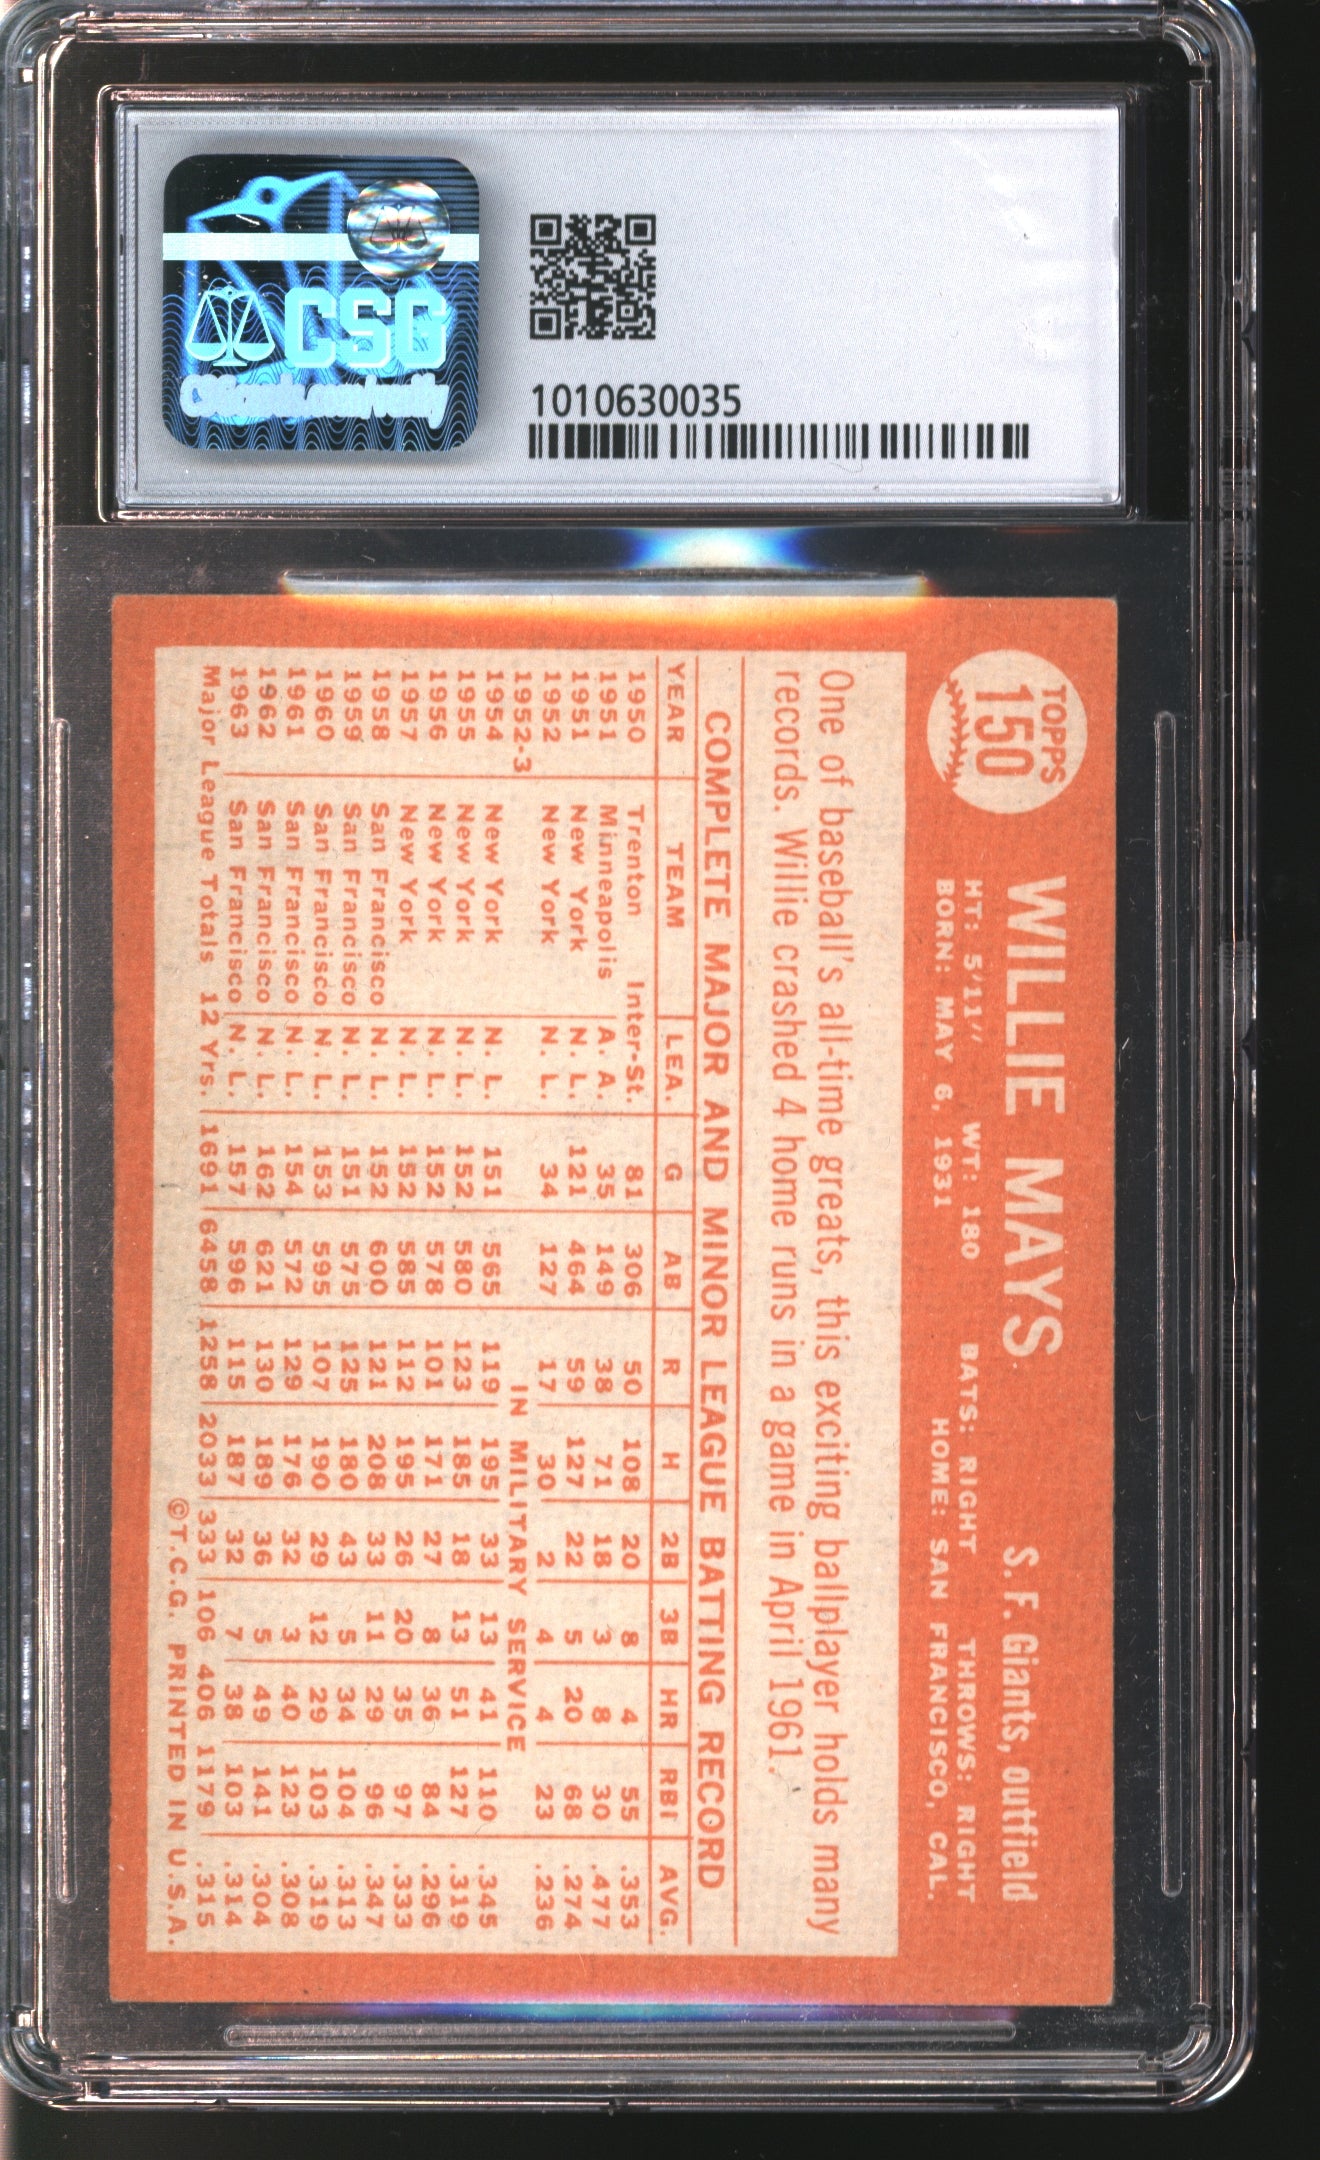 CSG
CSGcards.com/verify
1010630035
TOPPS
150
WILLIE MAYS
S. F. Giants, outfield
HT: 5'11" WT: 180 BATS: RIGHT THROWS: RIGHT
BORN: MAY 6, 1931 HOME: SAN FRANCISCO, CAL.
One of baseball's all-time greats, this exciting ballplayer holds many
records. Willie crashed 4 home runs in a game in April 1961.
COMPLETE MAJOR AND MINOR LEAGUE BATTING RECORD
YEAR TEAM LEA. G AB R H 2B 3B HR RBI AVG.
1950 Trenton Inter-St. 81 306 50 108 20 8 4 55 .353
1951 Minneapolis A. A. 35 149 38 71 18 3 8 30 .477
1951 New York N. L. 121 464 59 127 22 5 20 68 .274
1952 New York N. L. 34 127 17 30 2 4 4 23 .236
1952-3 IN MILITARY SERVICE
1954 New York N. L. 151 565 119 195 33 13 41 110 .345
1955 New York N. L. 152 580 123 185 18 13 51 127 .319
1956 New York N. L. 152 578 101 171 27 8 36 84 .296
1957 New York N. L. 152 585 112 195 26 20 35 97 .333
1958 San Francisco N. L. 152 600 121 208 33 11 29 96 .347
1959 San Francisco N. L. 151 575 125 180 43 5 34 104 .313
1960 San Francisco N. L. 153 595 107 190 29 12 29 103 .319
1961 San Francisco N. L. 154 572 129 176 32 3 40 123 .308
1962 San Francisco N. L. 162 621 130 189 36 5 49 141 .304
1963 San Francisco N. L. 157 596 115 187 32 7 38 103 .314
Major League Totals 12 Yrs. 1691 6458 1258 2033 333 106 406 1179 .315
©T.C.G. PRINTED IN U.S.A.